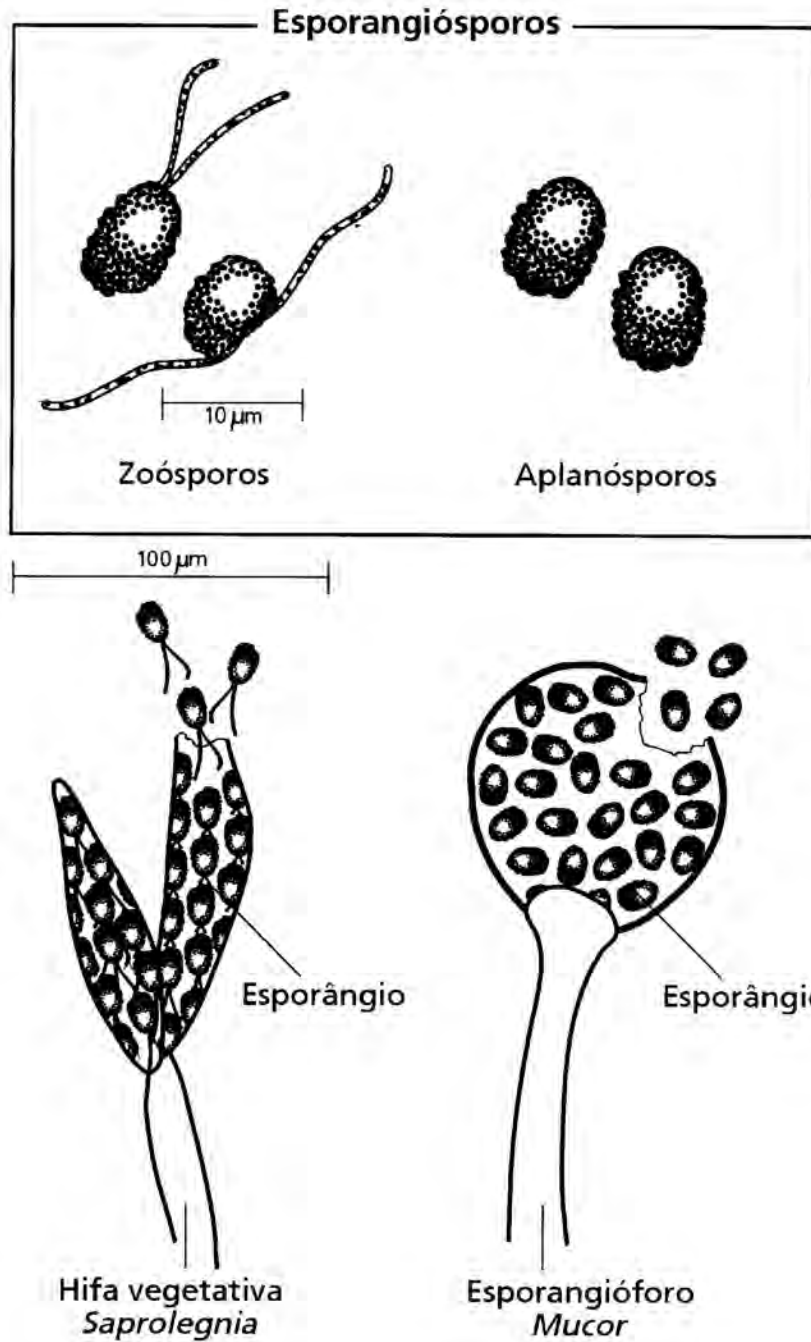 Esporangiósporos
10 µm
Zoósporos
Aplanósporos
100 µm
Esporângio
Esporângio
Hifa vegetativa
Saprolegnia
Esporangióforo
Mucor